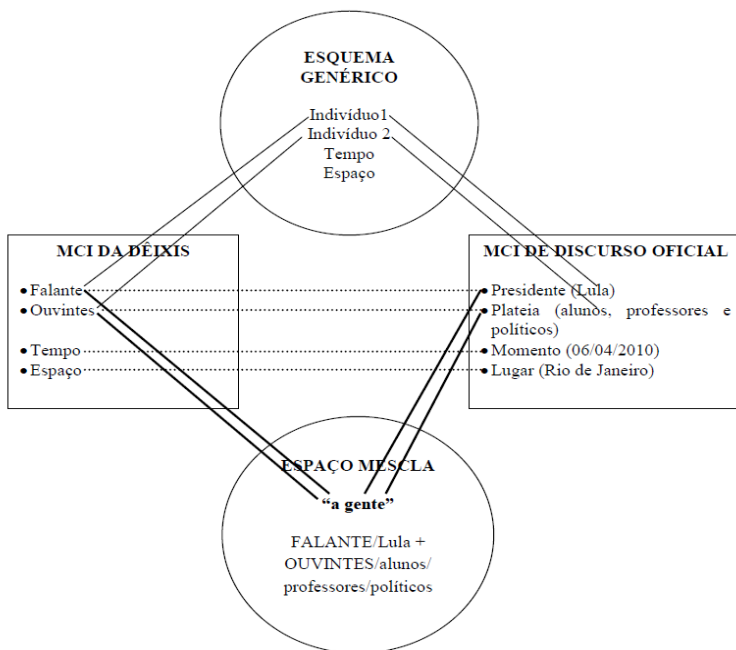 ESQUEMA
GENÉRICO
Indivíduo1
Indivíduo 2
Tempo
Espaço
MCI DA DÊIXIS
• Falante
• Ouvintes
• Tempo
• Espaço
MCI DE DISCURSO OFICIAL
• Presidente (Lula)
• Plateia (alunos, professores e
políticos)
• Momento (06/04/2010)
• Lugar (Rio de Janeiro)
ESPAÇO MESCLA
“a gente”
FALANTE/Lula +
OUVINTES/alunos/
professores/políticos